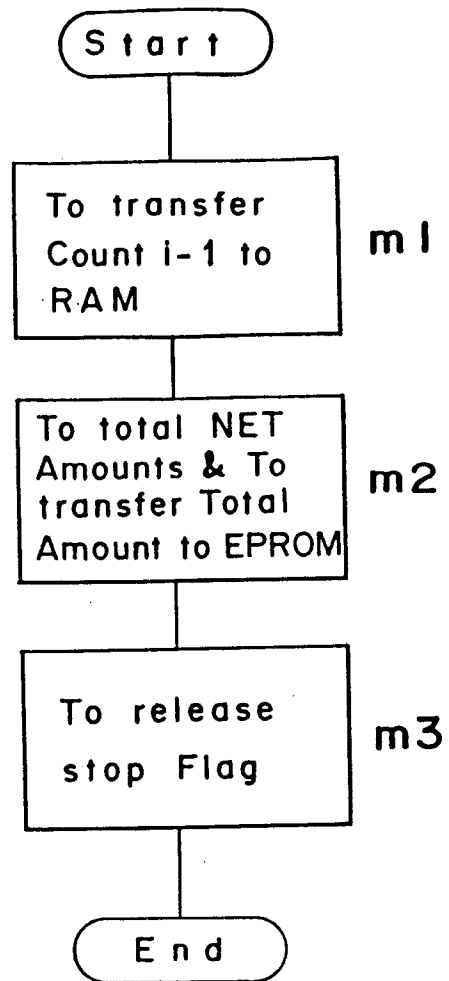 Start
To transfer
Count i-1 to
RAM
m1
To total NET
Amounts & To
transfer Total
Amount to EPROM
m2
To release
stop Flag
m3
End